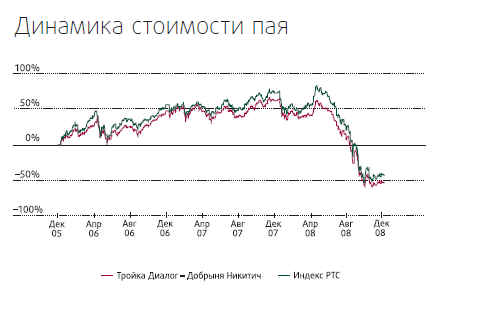 Динамика стоимости пая
100%
50%
0%
–50%
–100%
Дек Апр Авг Дек Апр Авг Дек Апр Авг Дек
05 06 06 06 07 07 07 08 08 08
Тройка Диалог – Добрыня Никитич Индекс РТС